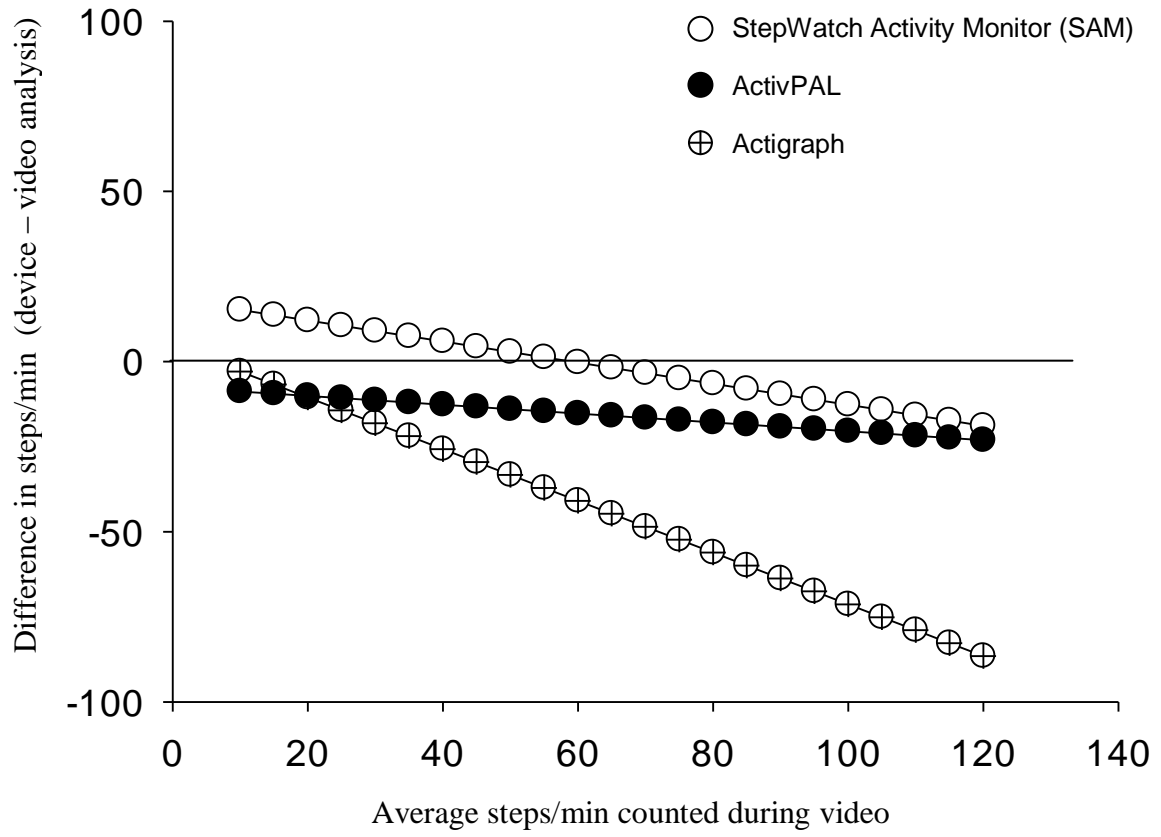 100
50
0
-50
-100
Difference in steps/min (device – video analysis)
StepWatch Activity Monitor (SAM)
ActivPAL
Actigraph
0 20 40 60 80 100 120 140
Average steps/min counted during video